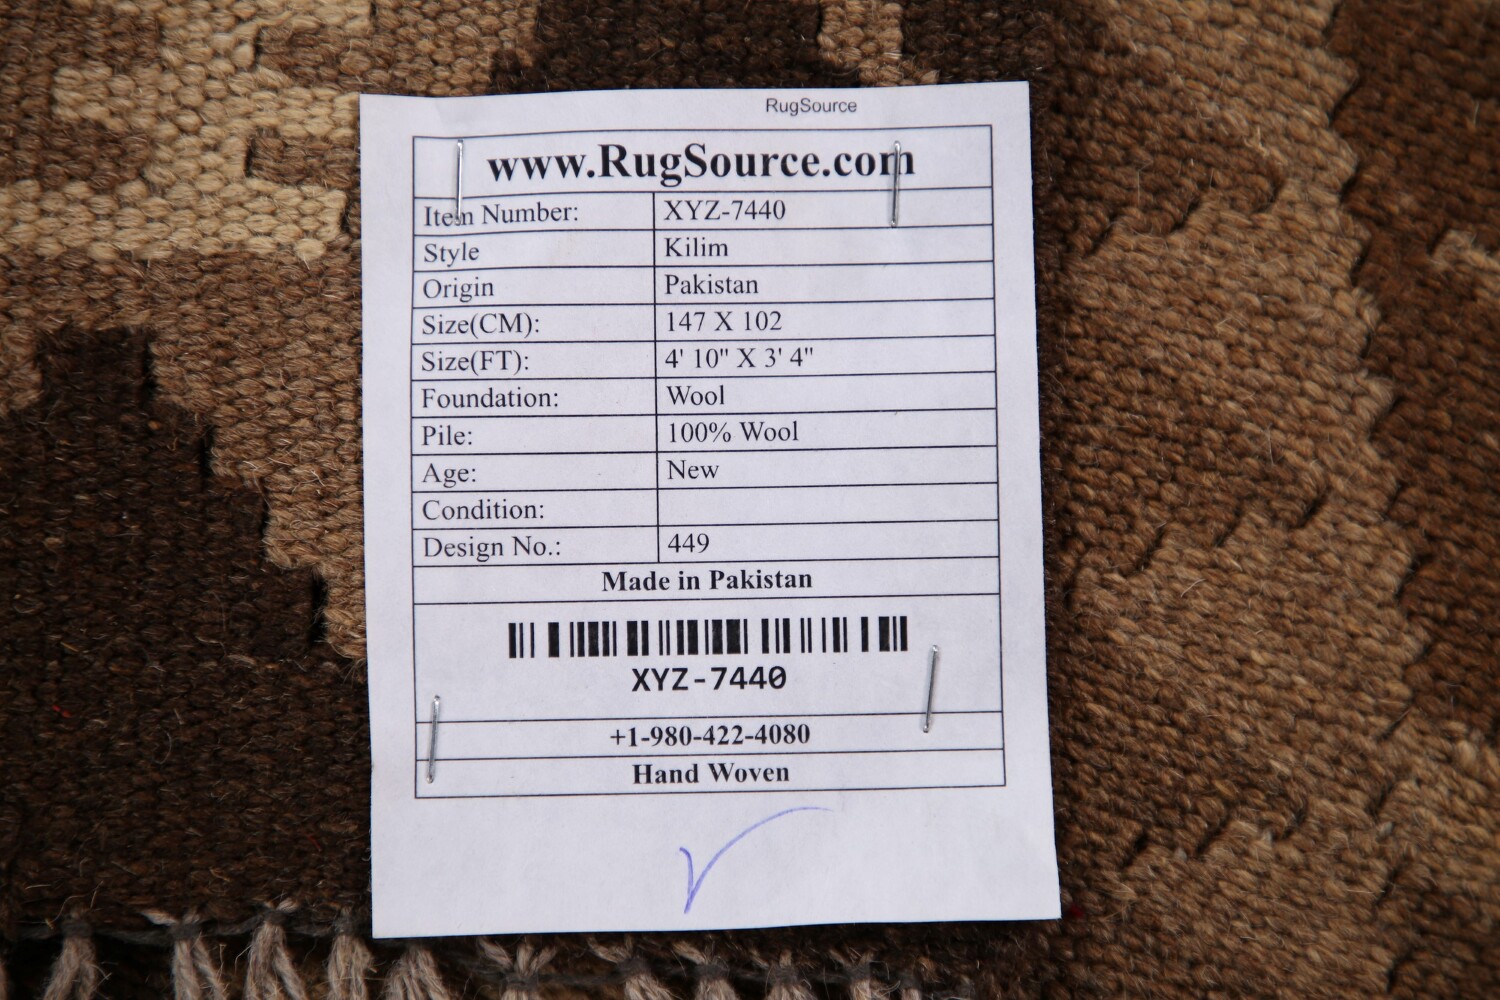 RugSource
www.RugSource.com
Item Number: XYZ-7440
Style Kilim
Origin Pakistan
Size(CM): 147 X 102
Size(FT): 4' 10" X 3' 4"
Foundation: Wool
Pile: 100% Wool
Age: New
Condition:
Design No.: 449
Made in Pakistan
XYZ-7440
+1-980-422-4080
Hand Woven